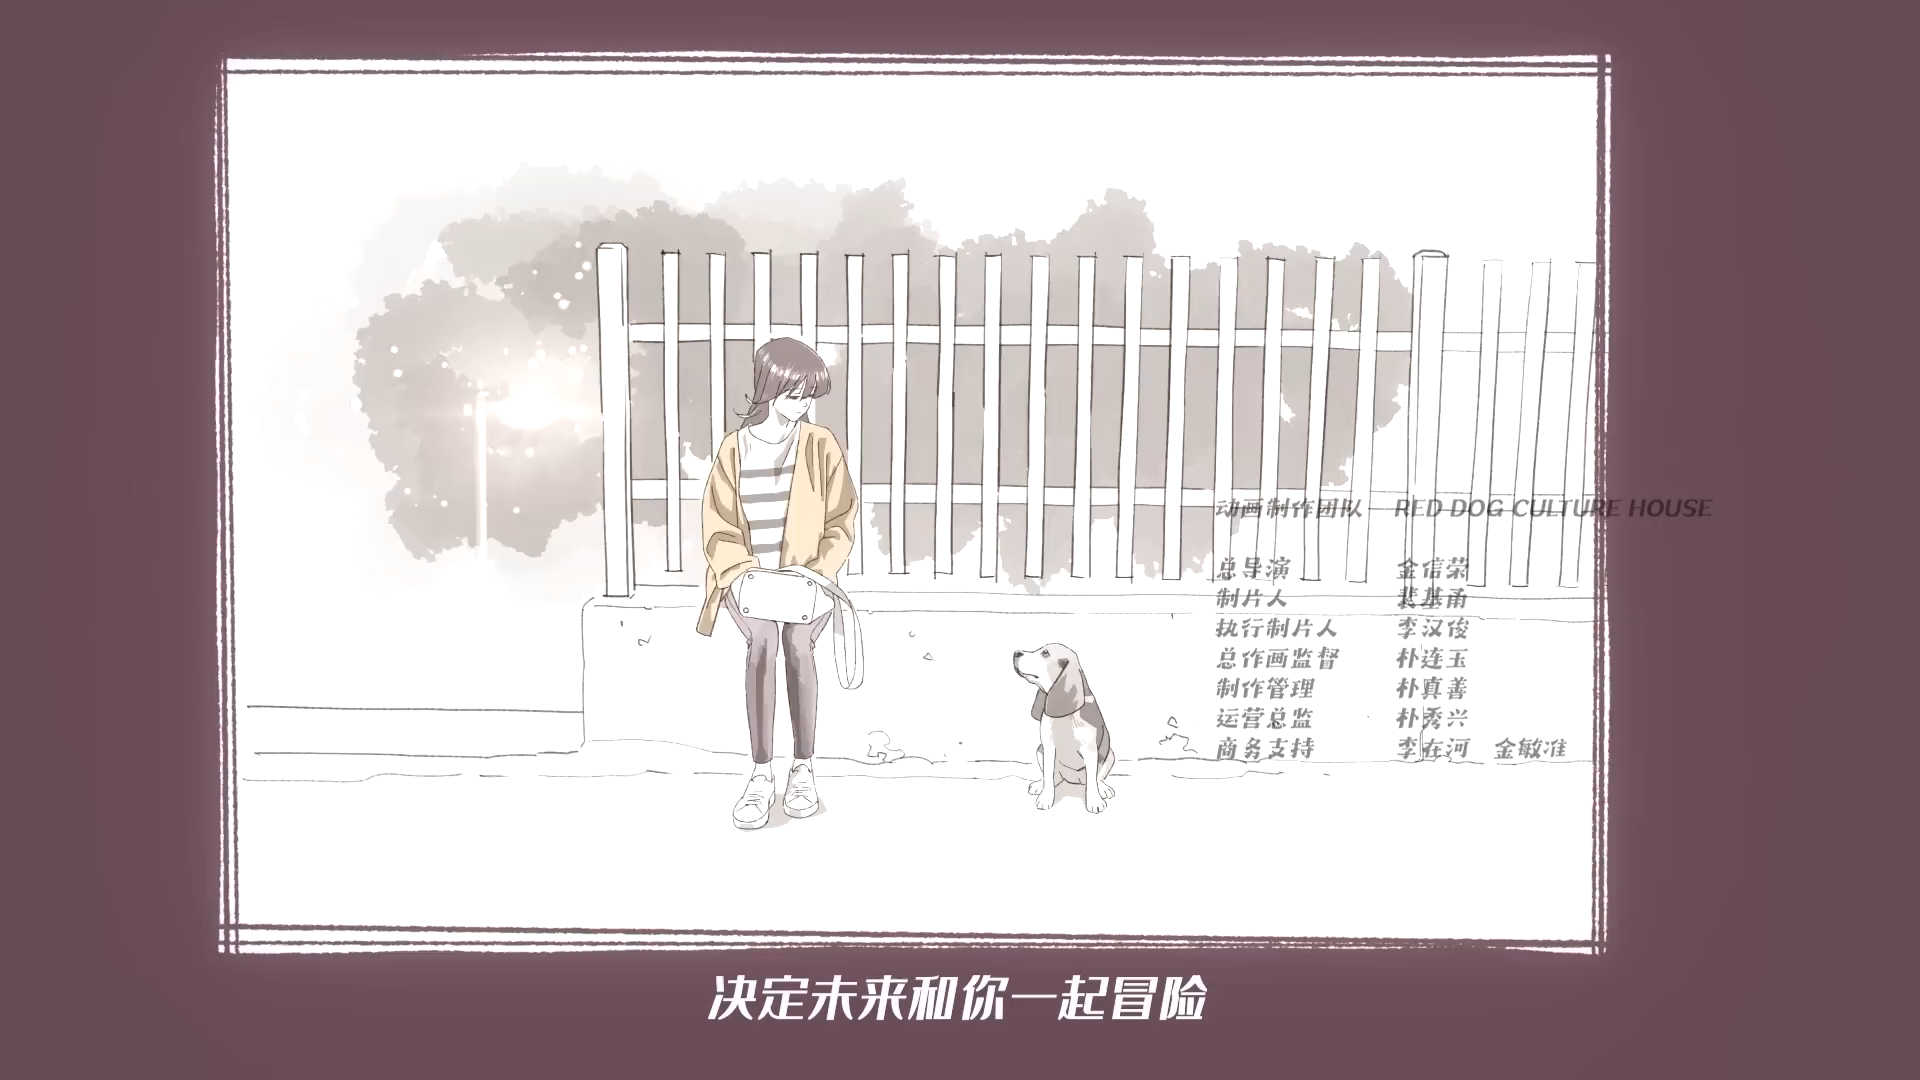 动画制作团队 RED DOG CULTURE HOUSE
总导演 金信荣
制片人 裴基甬
执行制片人 李汉俊
总作画监督 朴连玉
制作管理 朴真善
运营总监 朴秀兴
商务支持 李在河 金敏准
决定未来和你一起冒险